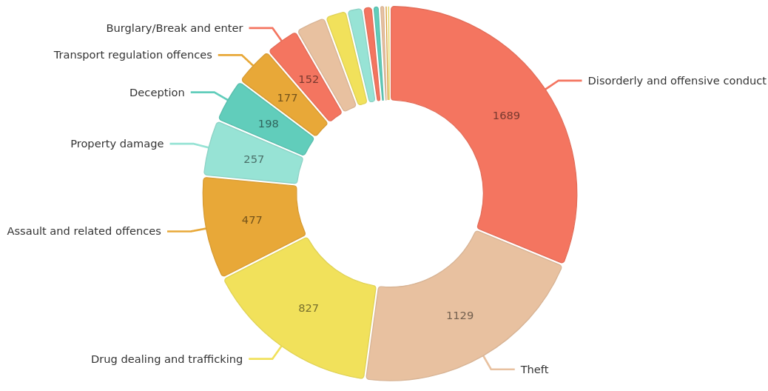 Burglary/Break and enter
Transport regulation offences
Deception
Property damage
Assault and related offences
Drug dealing and trafficking
Disorderly and offensive conduct
Theft
152
177
198
257
477
827
1689
1129